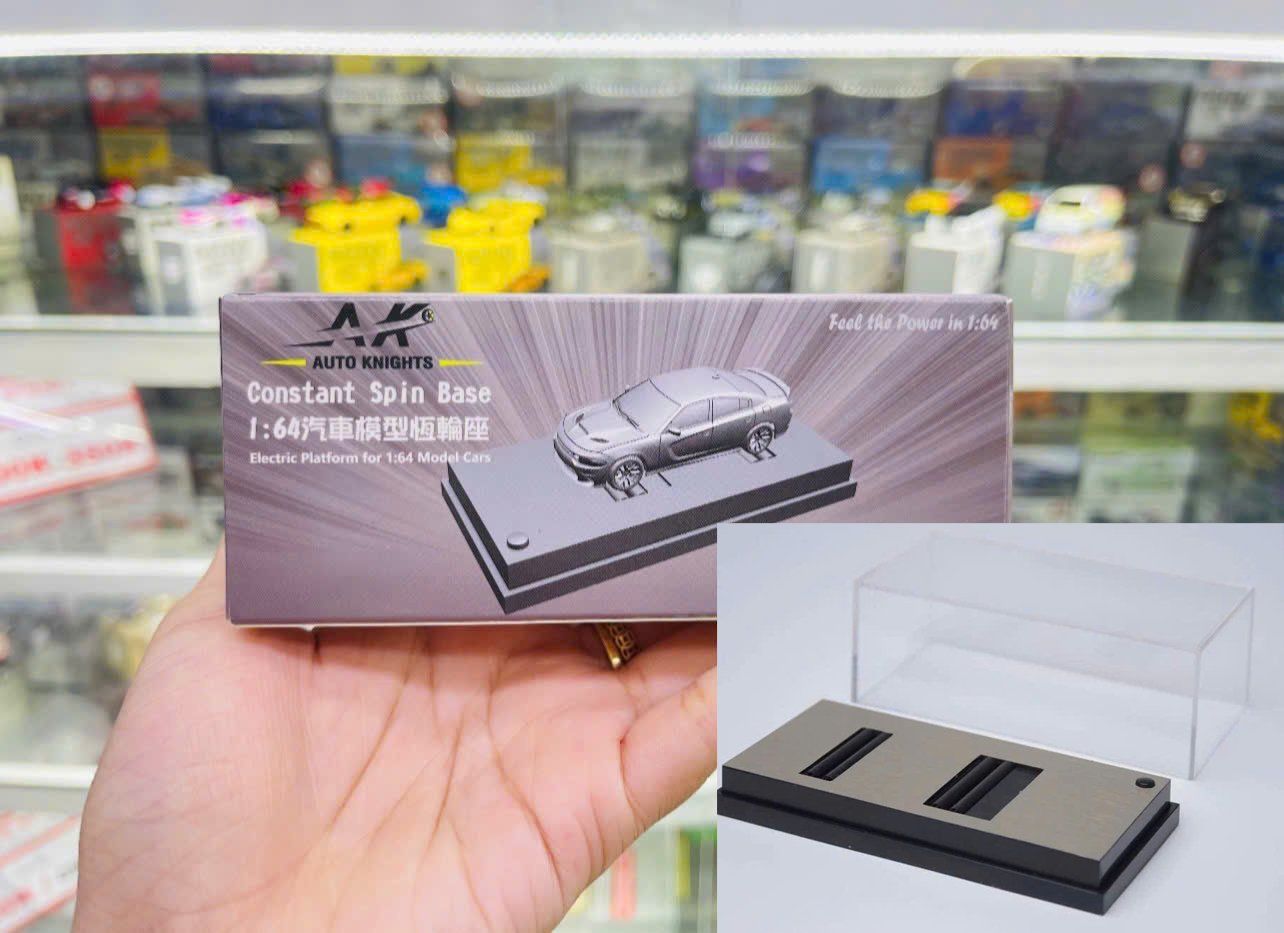 AK
AUTO KNIGHTS
Feel the Power in 1:64
Constant Spin Base
1:64汽車模型恆輪座
Electric Platform for 1:64 Model Cars